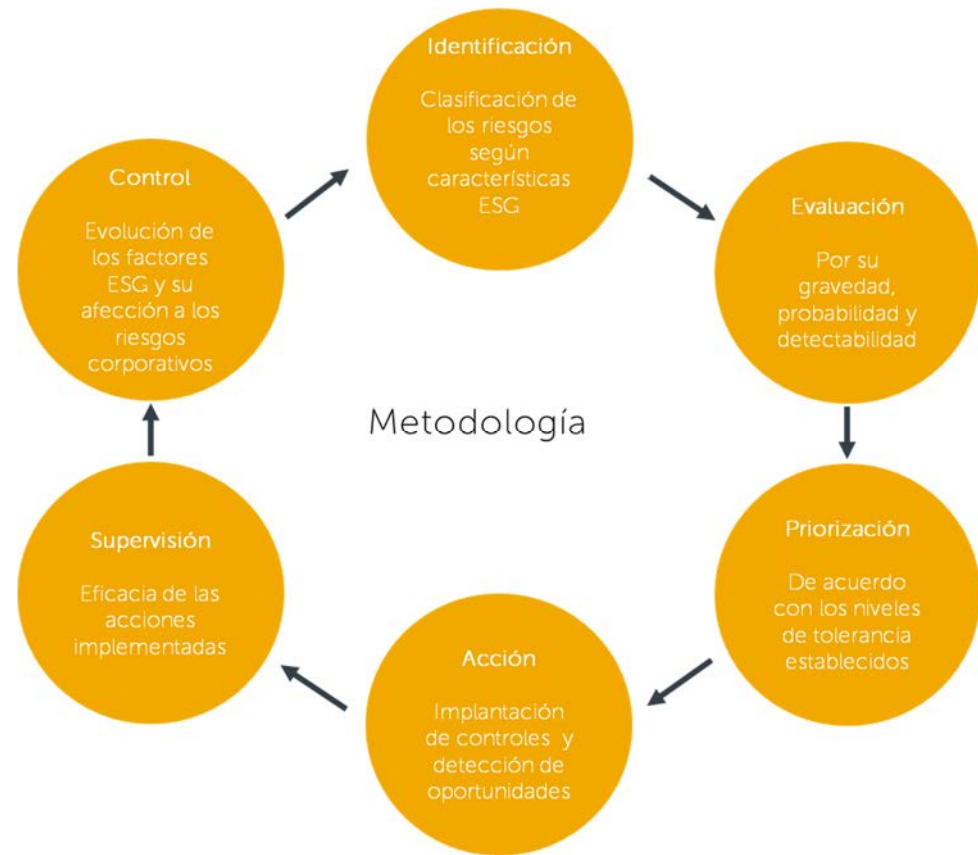 Identificación
Clasificación de
los riesgos
según
características
ESG
Evaluación
Por su
gravedad,
probabilidad y
detectabilidad
Priorización
De acuerdo
con los niveles
de tolerancia
establecidos
Acción
Implantación
de controles y
detección de
oportunidades
Supervisión
Eficacia de las
acciones
implementadas
Control
Evolución de
los factores
ESG y su
afección a los
riesgos
corporativos
Metodología